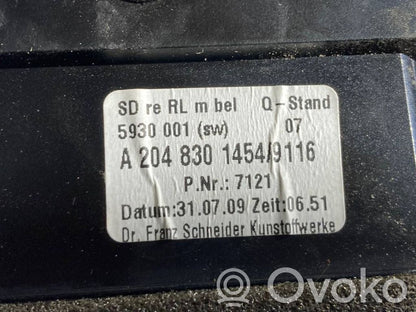 SD re RL m bel Q-Stand
5930 001 (sw) 07
A 204 830 1454/9116
P.Nr.: 7121
Datum:31.07.09 Zeit:06.51
Dr. Franz Schneider Kunstoffwerke
Ovoko